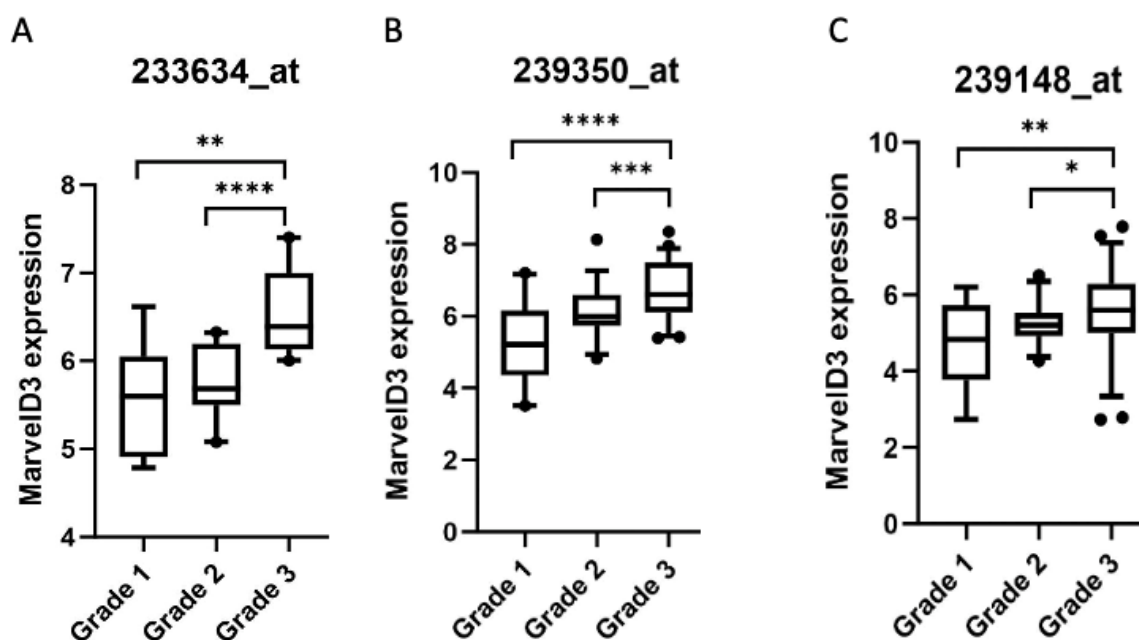 A
233634_at
**
****
MarvelD3 expression
8
7
6
5
4
Grade 1
Grade 2
Grade 3
B
239350_at
****
***
MarvelD3 expression
10
8
6
4
2
0
Grade 1
Grade 2
Grade 3
C
239148_at
**
*
MarvelD3 expression
10
8
6
4
2
0
Grade 1
Grade 2
Grade 3